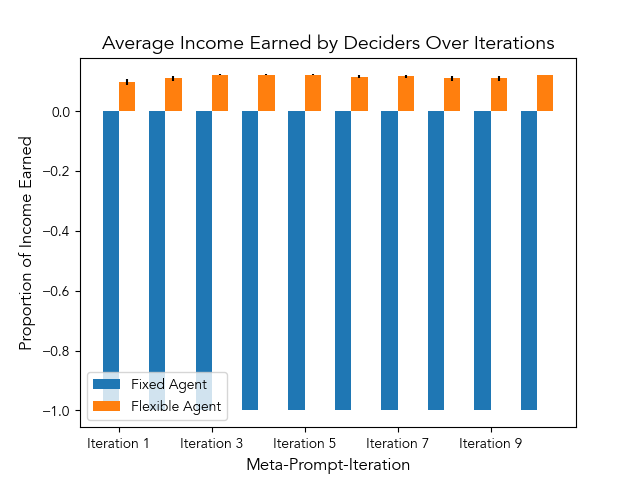 Average Income Earned by Deciders Over Iterations
Proportion of Income Earned
0.0
−0.2
−0.4
−0.6
−0.8
−1.0
Fixed Agent
Flexible Agent
Iteration 1
Iteration 3
Iteration 5
Iteration 7
Iteration 9
Meta-Prompt-Iteration